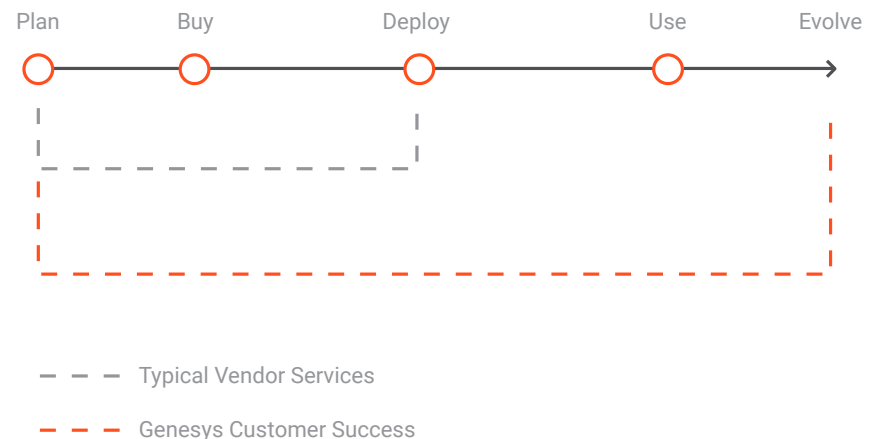 Plan Buy Deploy Use Evolve
Typical Vendor Services
Genesys Customer Success